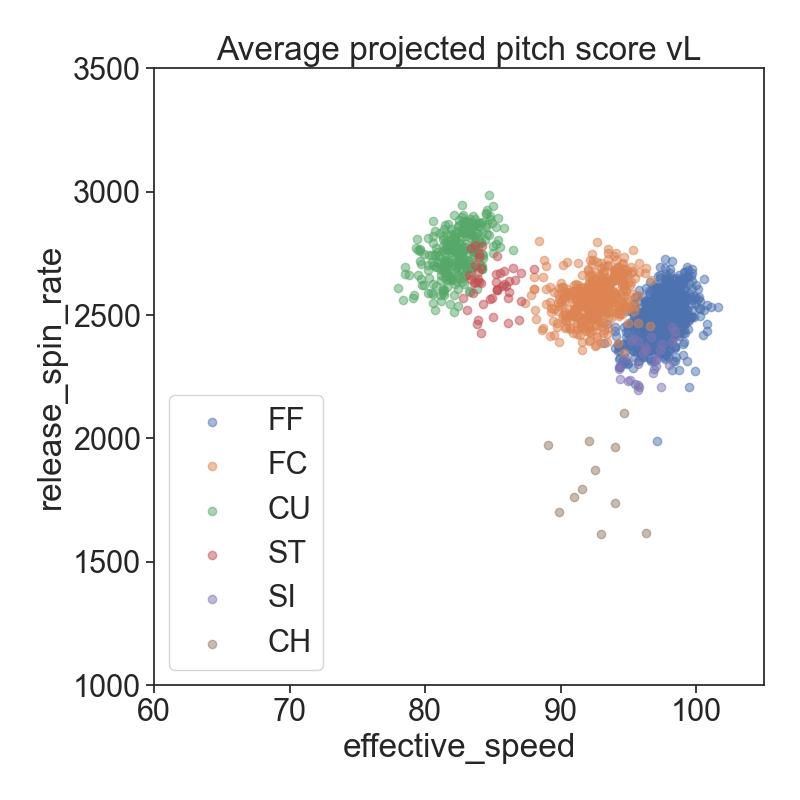 Average projected pitch score vL
3500
3000
2500
2000
1500
1000
release_spin_rate
FF
FC
CU
ST
SI
CH
60
70
80
90
100
effective_speed